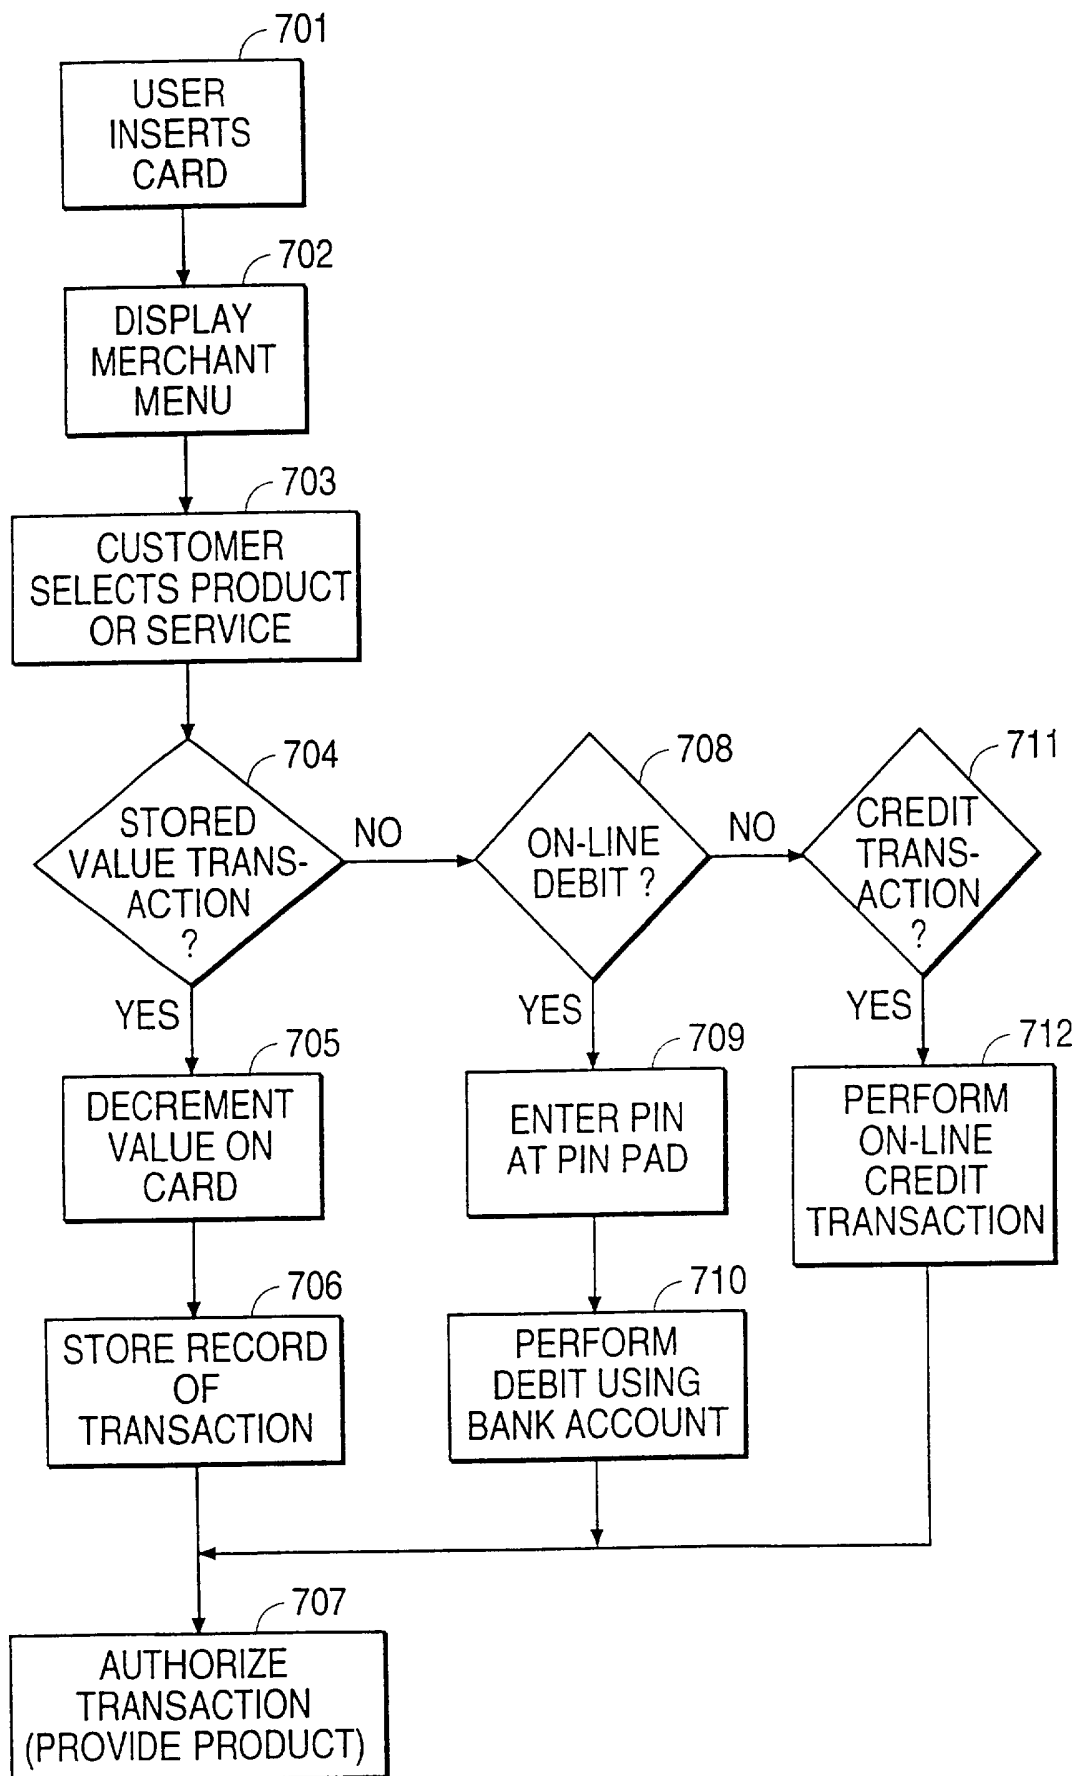 701
USER
INSERTS
CARD
702
DISPLAY
MERCHANT
MENU
703
CUSTOMER
SELECTS PRODUCT
OR SERVICE
704
STORED
VALUE TRANS-
ACTION
?
NO
YES
708
ON-LINE
DEBIT ?
NO
YES
711
CREDIT
TRANS-
ACTION
?
YES
705
DECREMENT
VALUE ON
CARD
709
ENTER PIN
AT PIN PAD
712
PERFORM
ON-LINE
CREDIT
TRANSACTION
706
STORE RECORD
OF
TRANSACTION
710
PERFORM
DEBIT USING
BANK ACCOUNT
707
AUTHORIZE
TRANSACTION
(PROVIDE PRODUCT)